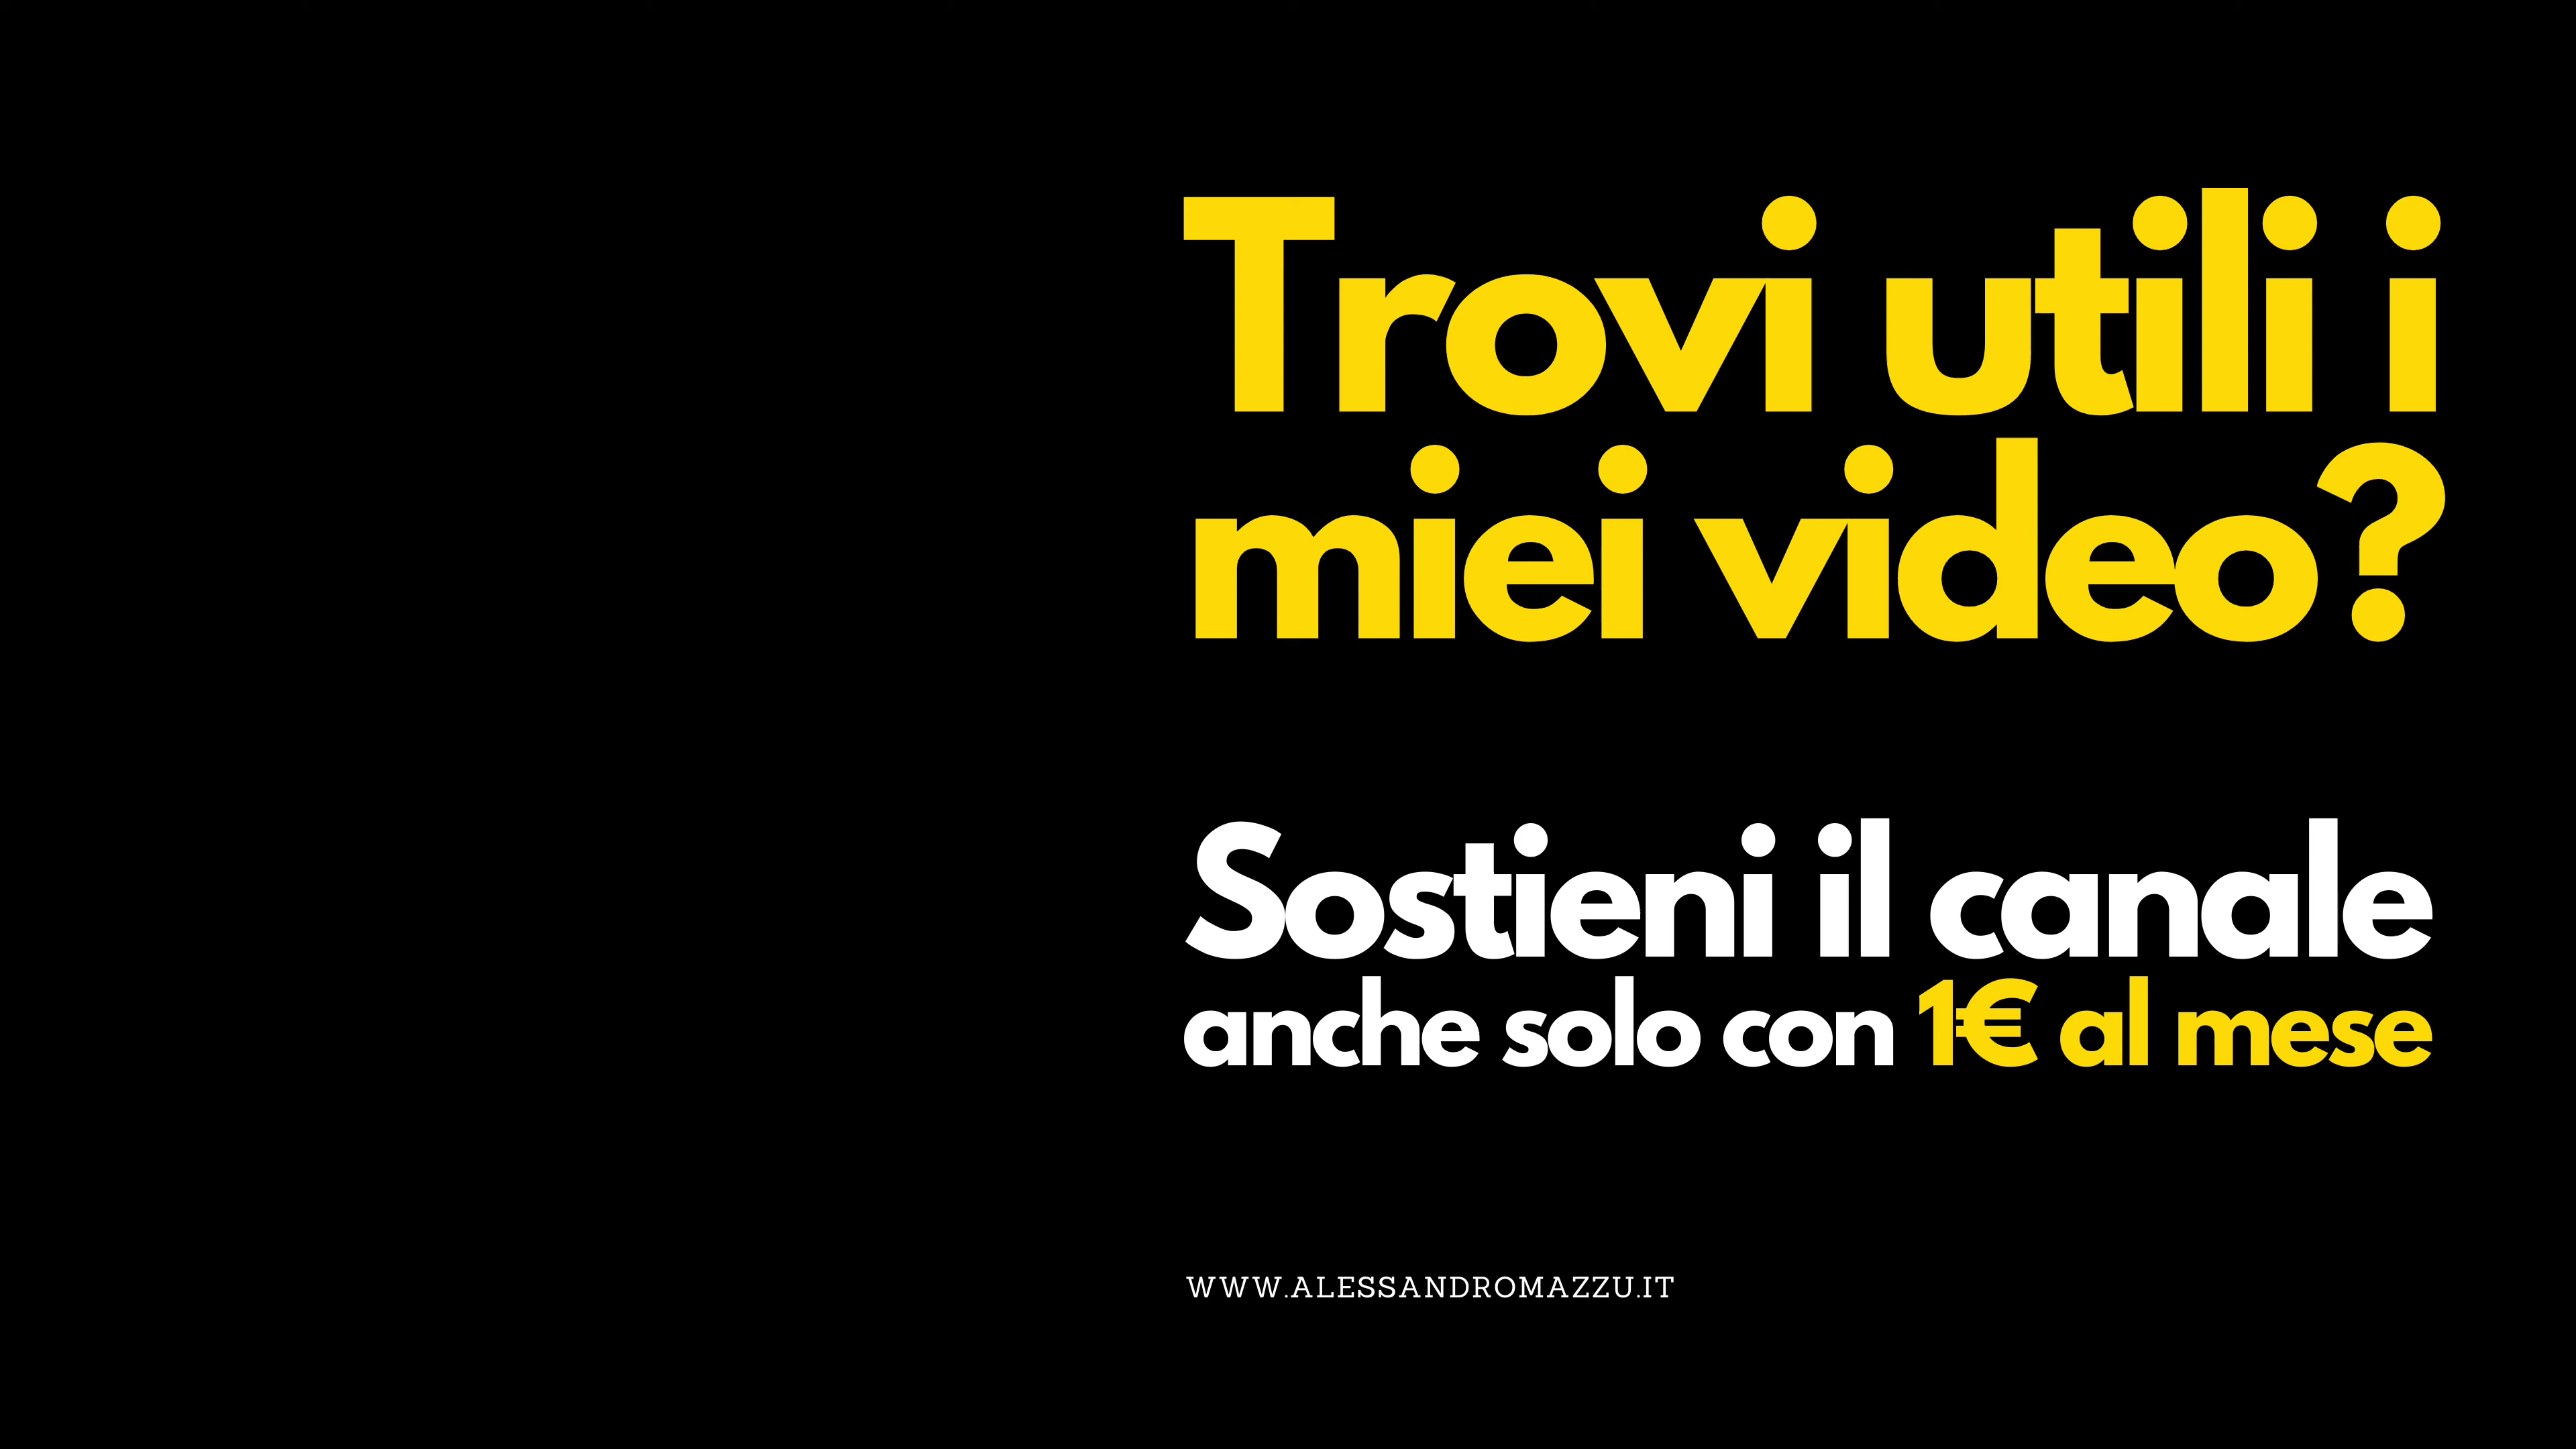 Trovi utili i
miei video?
Sostieni il canale
anche solo con 1€ al mese
WWW.ALESSANDROMAZZU.IT